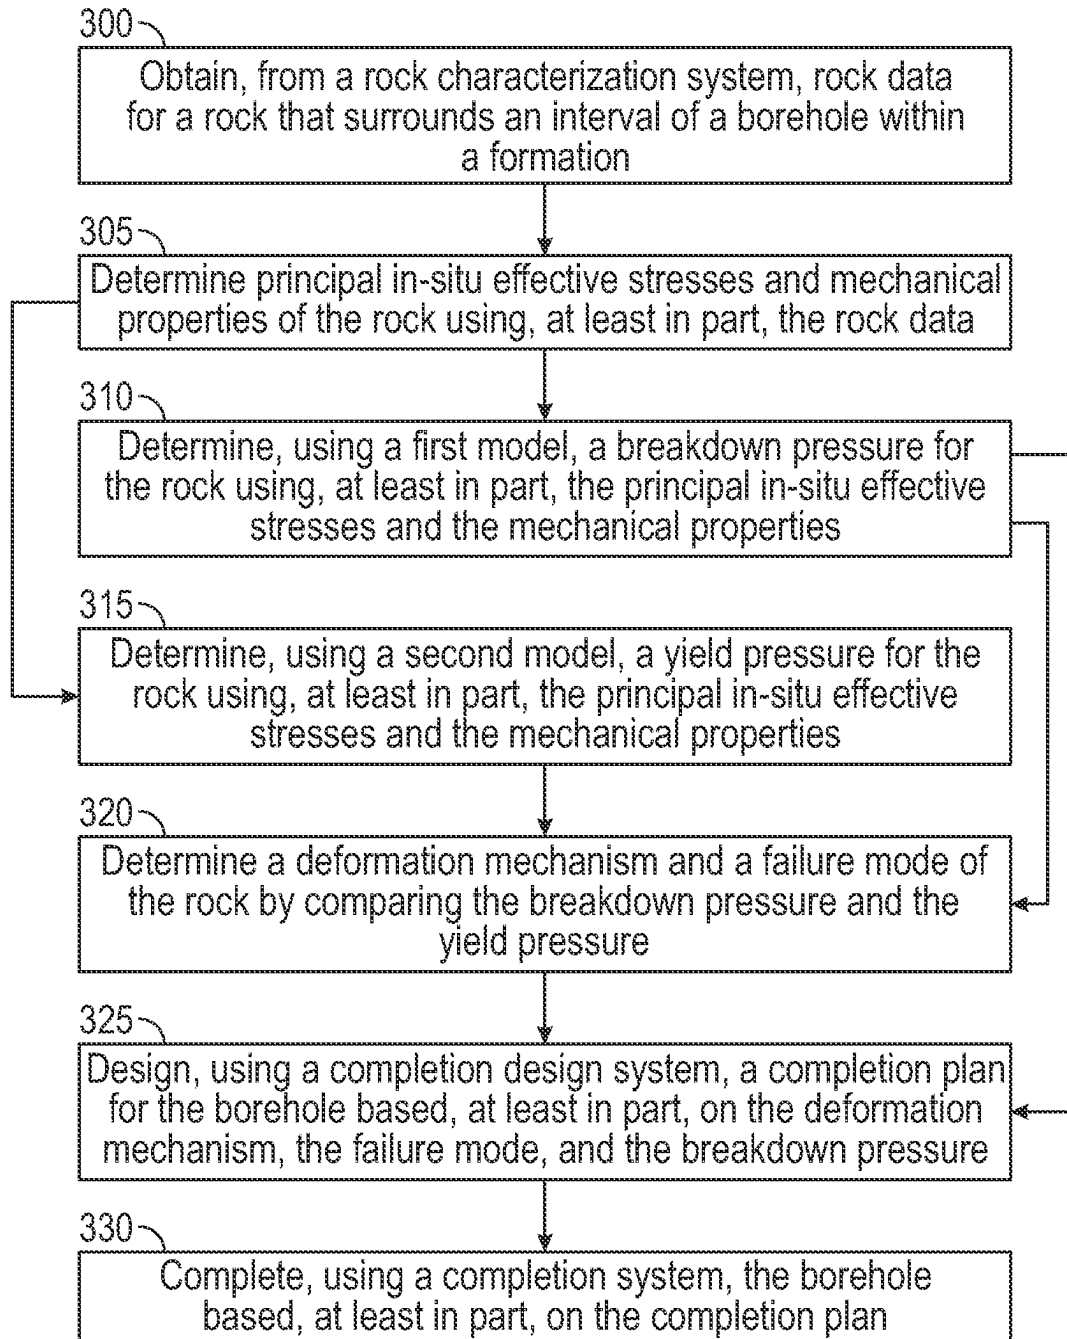 300
Obtain, from a rock characterization system, rock data
for a rock that surrounds an interval of a borehole within
a formation
305
Determine principal in-situ effective stresses and mechanical
properties of the rock using, at least in part, the rock data
310
Determine, using a first model, a breakdown pressure for
the rock using, at least in part, the principal in-situ effective
stresses and the mechanical properties
315
Determine, using a second model, a yield pressure for the
rock using, at least in part, the principal in-situ effective
stresses and the mechanical properties
320
Determine a deformation mechanism and a failure mode of
the rock by comparing the breakdown pressure and the
yield pressure
325
Design, using a completion design system, a completion plan
for the borehole based, at least in part, on the deformation
mechanism, the failure mode, and the breakdown pressure
330
Complete, using a completion system, the borehole
based, at least in part, on the completion plan